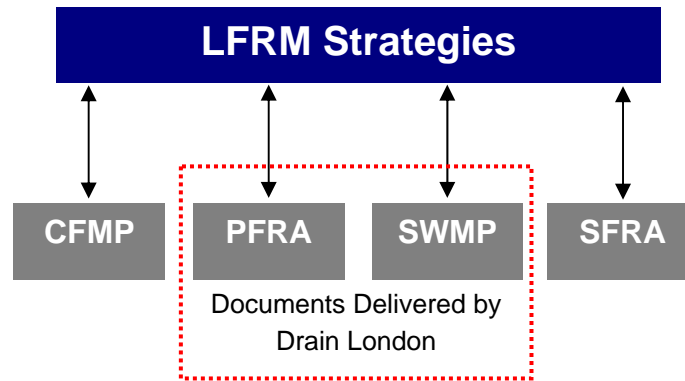 LFRM Strategies
CFMP
PFRA
SWMP
SFRA
Documents Delivered by
Drain London